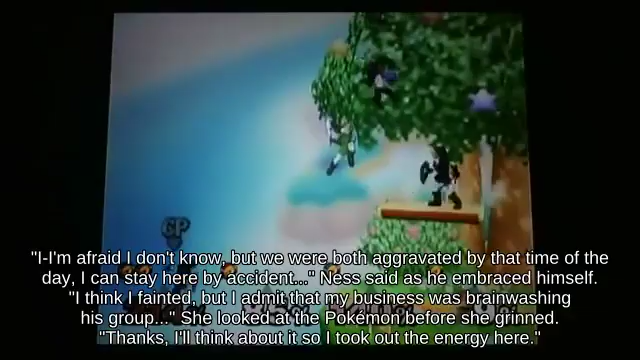 CP
"I-I'm afraid I don't know, but we were both aggravated by that time of the
day, I can stay here by accident..." Ness said as he embraced himself.
"I think I fainted, but I admit that my business was brainwashing
his group..." She looked at the Pokémon before she grinned.
"Thanks, I'll think about it so I took out the energy here."